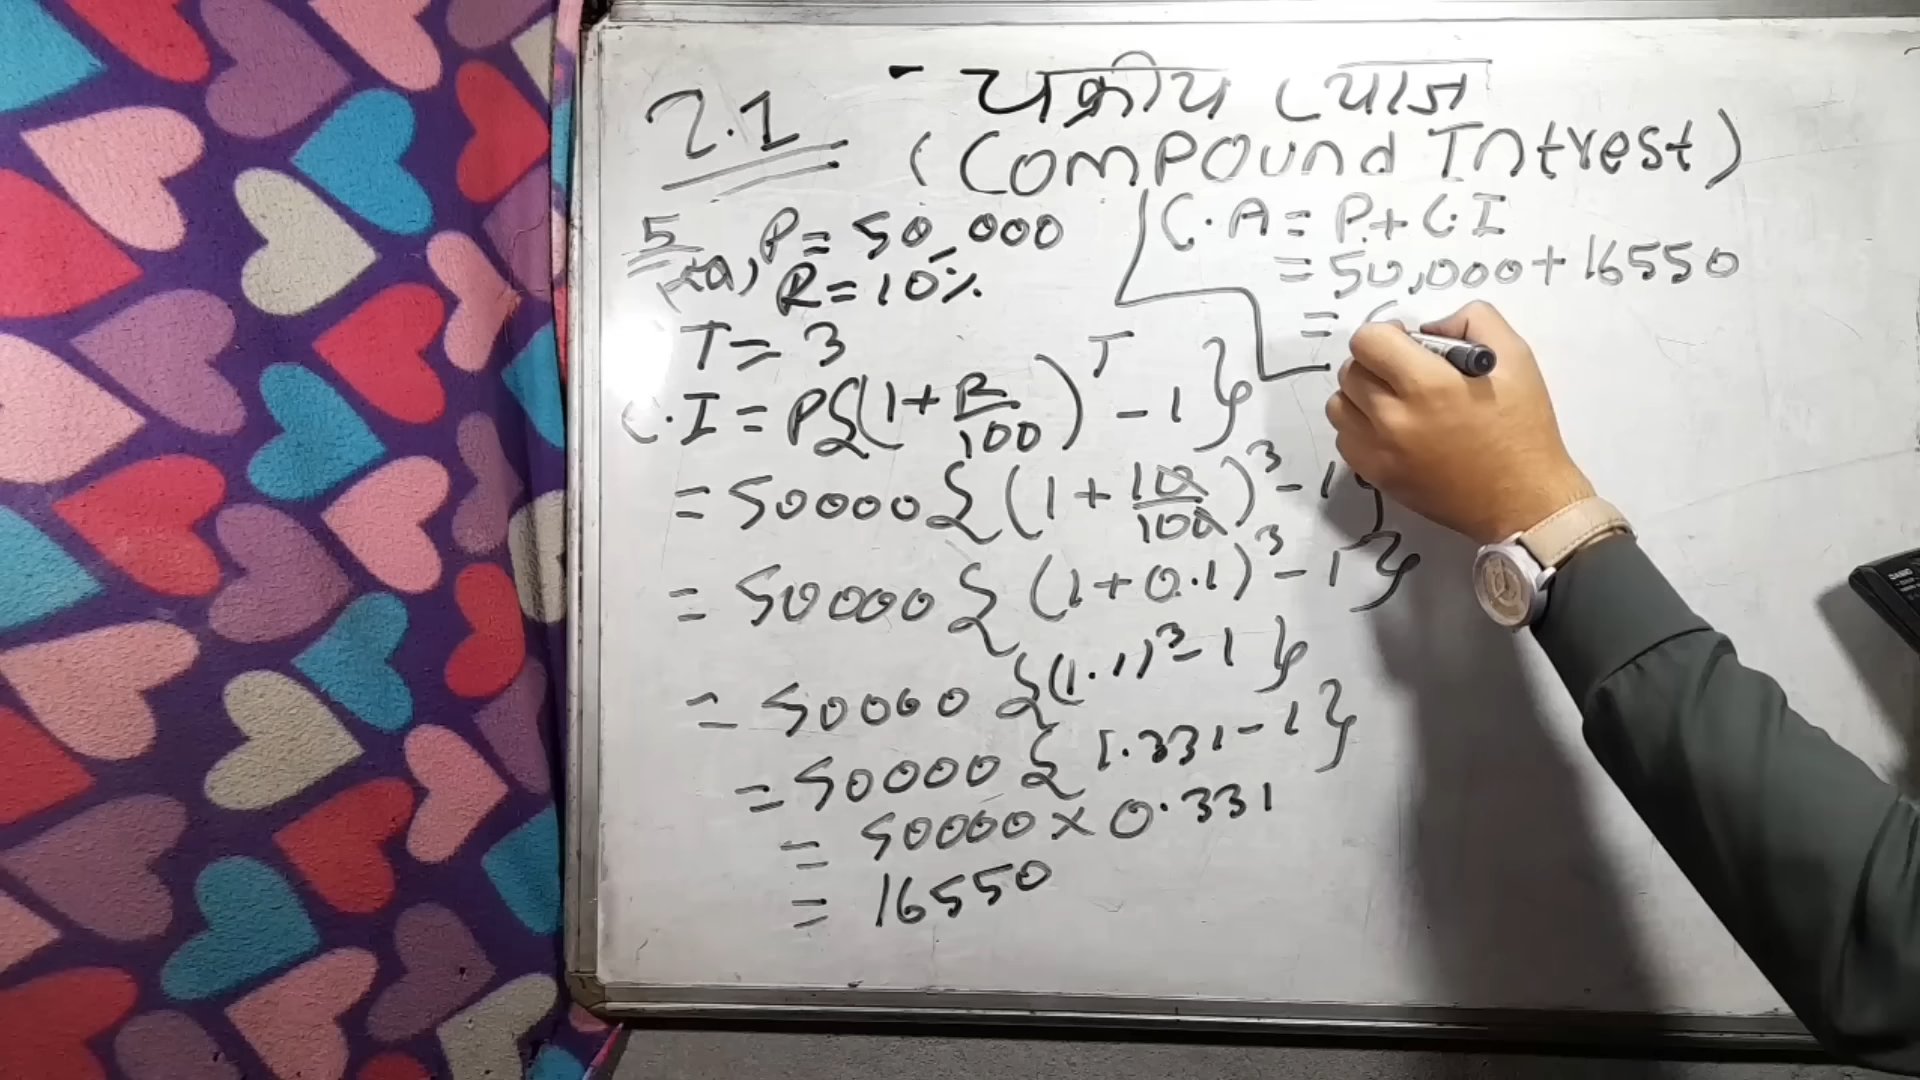 2.1 - चक्रीय ब्याज
(Compound Intrest)
5
P = 50,000
R = 10%
T = 3
C.I = P{(1+R/100)^T - 1}
= 50000{(1+10/100)^3 - 1}
= 50000{(1+0.1)^3 - 1}
= 50000{(1.1)^3 - 1}
= 50000{1.331 - 1}
= 50000 x 0.331
= 16550
C.A = P + C.I
= 50,000 + 16550
=
CASIO